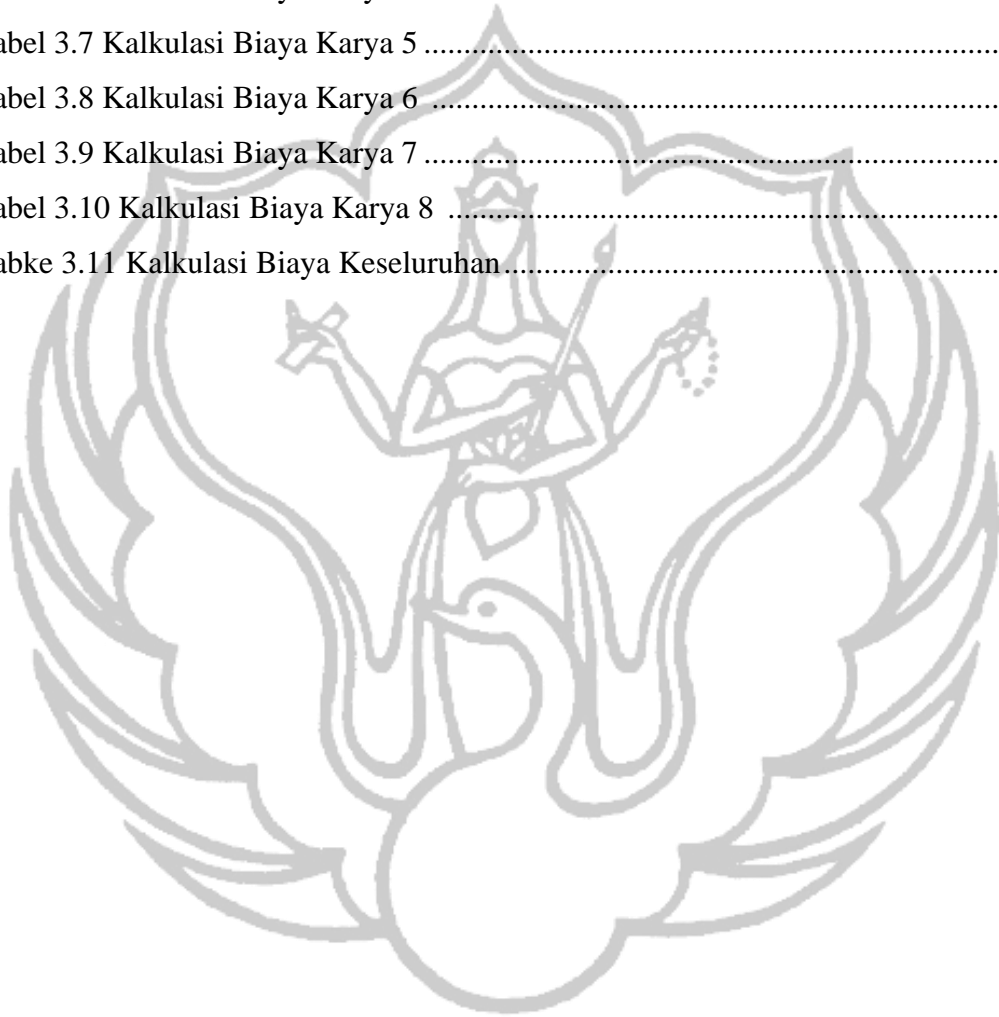 abel 3.7 Kalkulasi Biaya Karya 5 ........................................................................
abel 3.8 Kalkulasi Biaya Karya 6 .......................................................................
abel 3.9 Kalkulasi Biaya Karya 7 ........................................................................
abel 3.10 Kalkulasi Biaya Karya 8 .....................................................................
abke 3.11 Kalkulasi Biaya Keseluruhan ..............................................................